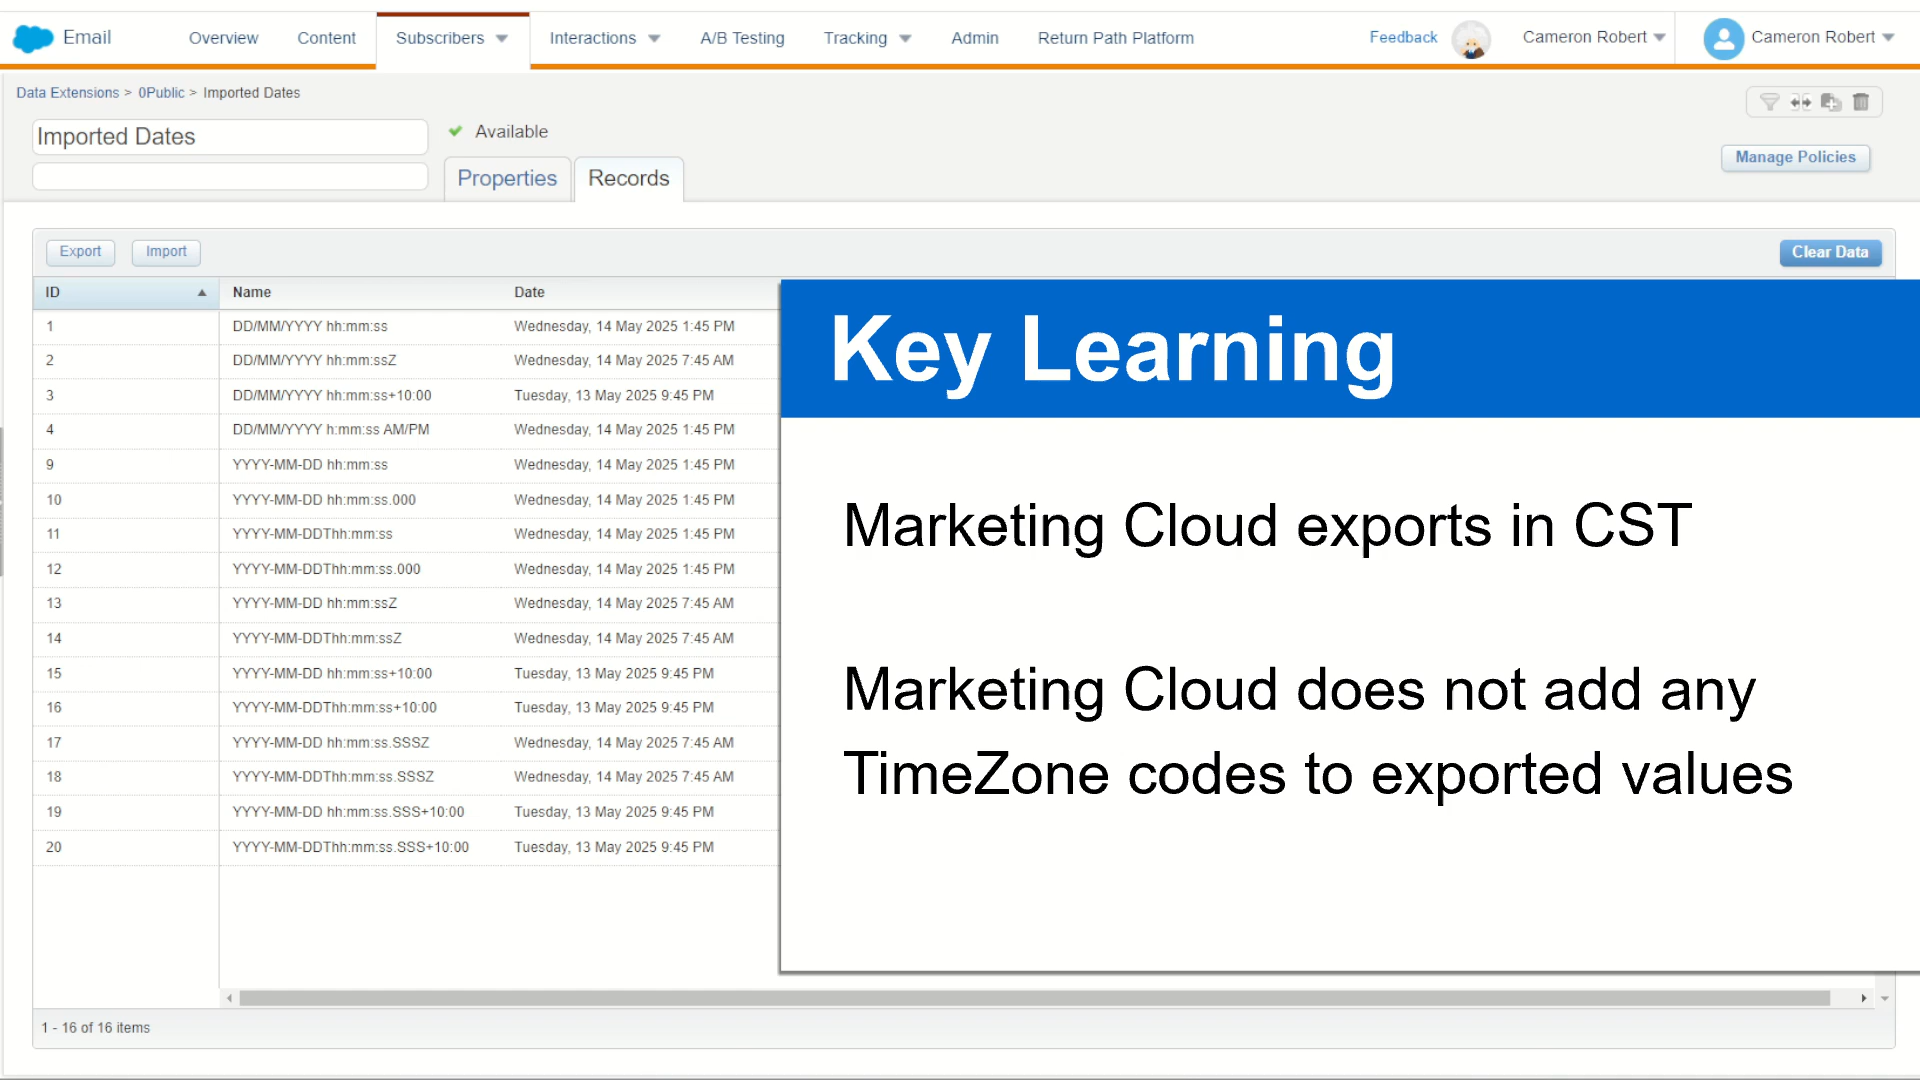 Email
Overview
Content
Subscribers
Interactions
A/B Testing
Tracking
Admin
Return Path Platform
Feedback
Cameron Robert
Cameron Robert
Data Extensions > 0Public > Imported Dates
Imported Dates
Available
Properties
Records
Manage Policies
Export
Import
Clear Data
ID Name Date
1 DD/MM/YYYY hh:mm:ss Wednesday, 14 May 2025 1:45 PM
2 DD/MM/YYYY hh:mm:ssZ Wednesday, 14 May 2025 7:45 AM
3 DD/MM/YYYY hh:mm:ss+10:00 Tuesday, 13 May 2025 9:45 PM
4 DD/MM/YYYY h:mm:ss AM/PM Wednesday, 14 May 2025 1:45 PM
9 YYYY-MM-DD hh:mm:ss Wednesday, 14 May 2025 1:45 PM
10 YYYY-MM-DD hh:mm:ss.000 Wednesday, 14 May 2025 1:45 PM
11 YYYY-MM-DDThh:mm:ss Wednesday, 14 May 2025 1:45 PM
12 YYYY-MM-DDThh:mm:ss.000 Wednesday, 14 May 2025 1:45 PM
13 YYYY-MM-DD hh:mm:ssZ Wednesday, 14 May 2025 7:45 AM
14 YYYY-MM-DDThh:mm:ssZ Wednesday, 14 May 2025 7:45 AM
15 YYYY-MM-DD hh:mm:ss+10:00 Tuesday, 13 May 2025 9:45 PM
16 YYYY-MM-DDThh:mm:ss+10:00 Tuesday, 13 May 2025 9:45 PM
17 YYYY-MM-DD hh:mm:ss.SSSZ Wednesday, 14 May 2025 7:45 AM
18 YYYY-MM-DDThh:mm:ss.SSSZ Wednesday, 14 May 2025 7:45 AM
19 YYYY-MM-DD hh:mm:ss.SSS+10:00 Tuesday, 13 May 2025 9:45 PM
20 YYYY-MM-DDThh:mm:ss.SSS+10:00 Tuesday, 13 May 2025 9:45 PM
1 - 16 of 16 items
Key Learning
Marketing Cloud exports in CST
Marketing Cloud does not add any
TimeZone codes to exported values